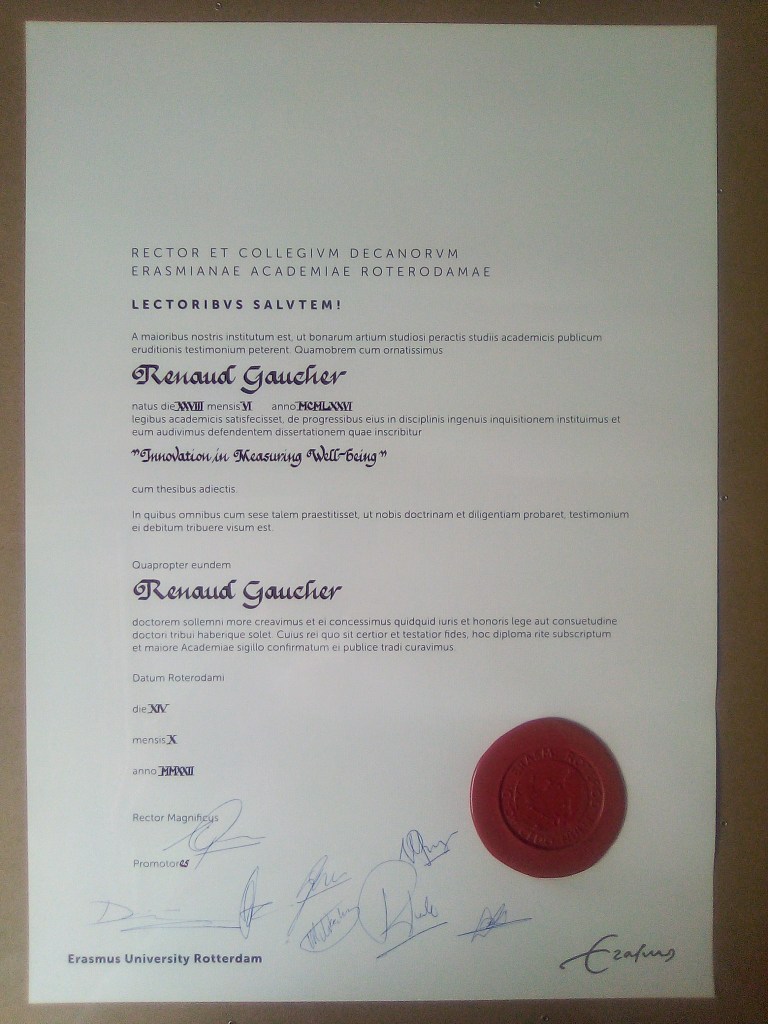 RECTOR ET COLLEGIVM DECANORVM
ERASMIANAE ACADEMIAE ROTERODAMAE
LECTORIBVS SALVTEM!
A maioribus nostris institutum est, ut bonarum artium studiosi peractis studiis academicis publicum
eruditionis testimonium peterent. Quamobrem cum ornatissimus
Renaud Gaucher
natus die XXVIII mensis VI anno MCMLXXVI
legibus academicis satisfecisset, de progressibus eius in disciplinis ingenuis inquisitionem instituimus et
eum audivimus defendentem dissertationem quae inscribitur
"Innovation in Measuring Well-being"
cum thesibus adiectis.
In quibus omnibus cum sese talem praestitisset, ut nobis doctrinam et diligentiam probaret, testimonium
ei debitum tribuere visum est.
Quapropter eundem
Renaud Gaucher
doctorem sollemni more creavimus et ei concessimus quidquid iuris et honoris lege aut consuetudine
doctori tribui haberique solet. Cuius rei quo sit certior et testatior fides, hoc diploma rite subscriptum
et maiore Academiae sigillo confirmatum ei publice tradi curavimus.
Datum Roterodami
die XIV
mensis X
anno MMXXII
Rector Magnificus
Promotores
Erasmus University Rotterdam
Erasmus